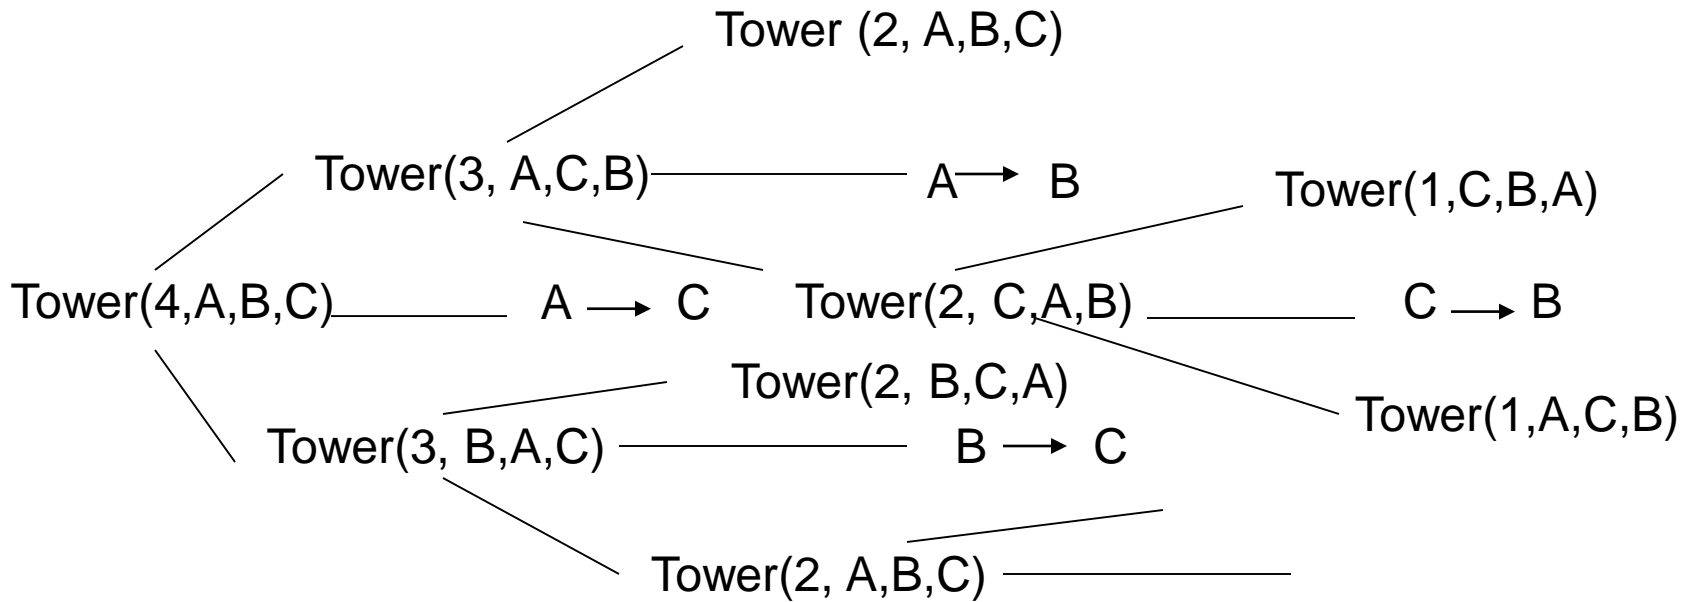 Tower (2, A,B,C)
Tower(3, A,C,B)
A B
Tower(1,C,B,A)
Tower(4,A,B,C)
A C
Tower(2, C,A,B)
C B
Tower(2, B,C,A)
Tower(1,A,C,B)
Tower(3, B,A,C)
B C
Tower(2, A,B,C)